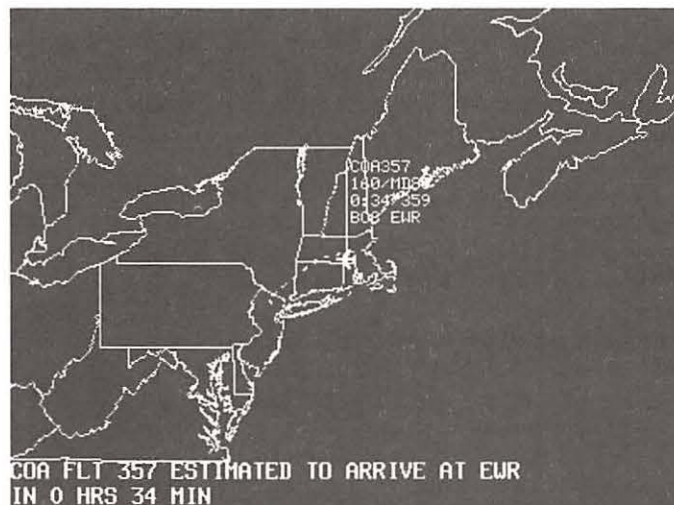 COA357
160/MD80
0:34/359
BOS EWR
COA FLT 357 ESTIMATED TO ARRIVE AT EWR
IN 0 HRS 34 MIN